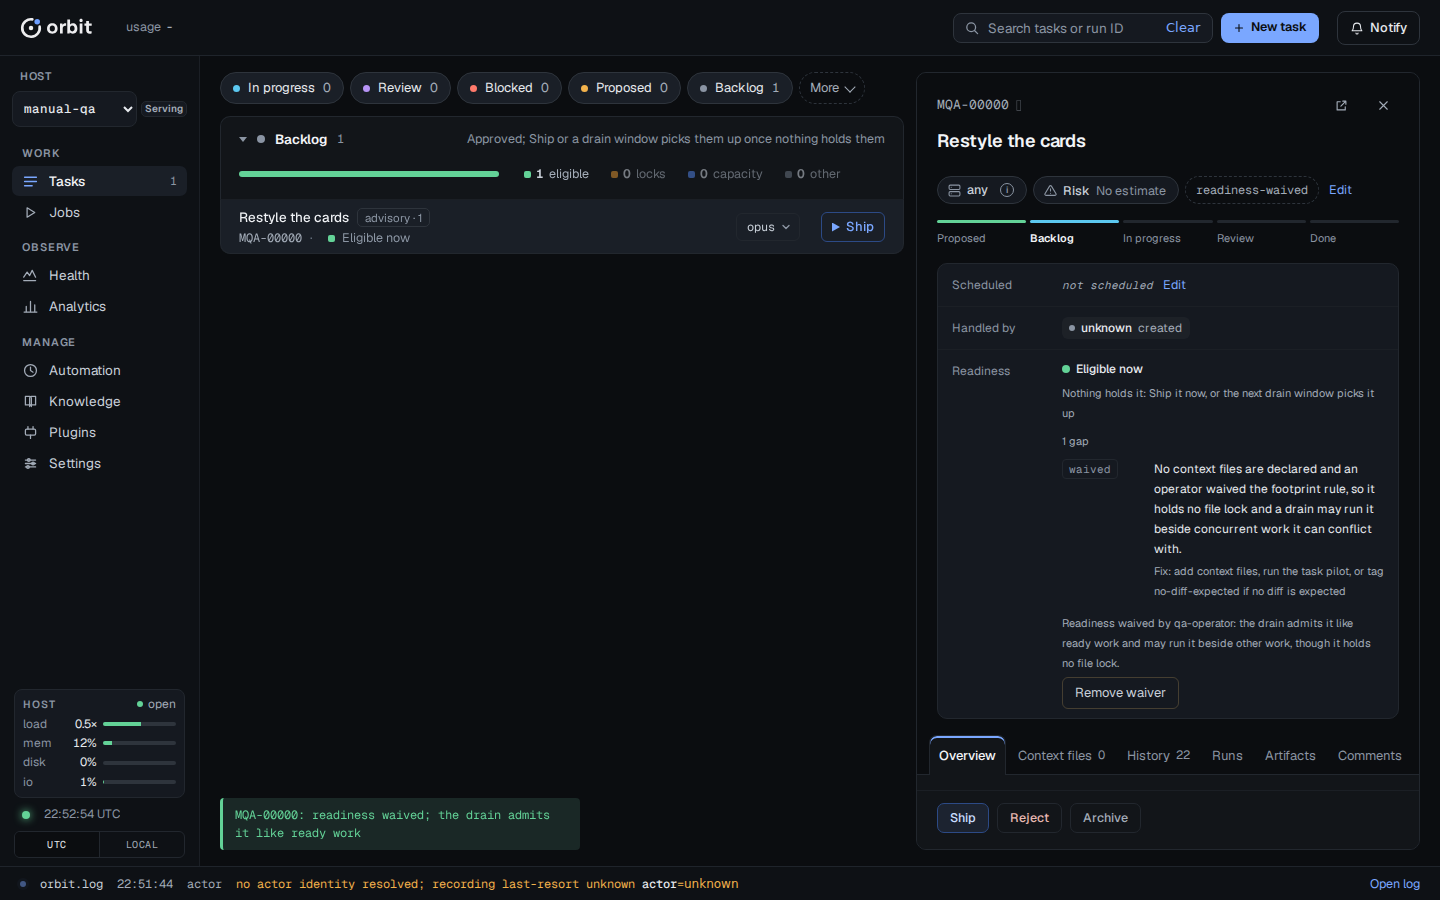 orbit
usage –
Search tasks or run ID
Clear
+ New task
Notify
HOST
manual-qa
Serving
WORK
Tasks 1
Jobs
OBSERVE
Health
Analytics
MANAGE
Automation
Knowledge
Plugins
Settings
HOST open
load 0.5×
mem 12%
disk 0%
io 1%
22:52:54 UTC
UTC LOCAL
In progress 0
Review 0
Blocked 0
Proposed 0
Backlog 1
More
Backlog 1
Approved; Ship or a drain window picks them up once nothing holds them
1 eligible
0 locks
0 capacity
0 other
Restyle the cards
advisory · 1
MQA-00000 ·
Eligible now
opus
Ship
MQA-00000: readiness waived; the drain admits
it like ready work
MQA-00000
Restyle the cards
any
Risk No estimate
readiness-waived
Edit
Proposed
Backlog
In progress
Review
Done
Scheduled
not scheduled Edit
Handled by
unknown created
Readiness
Eligible now
Nothing holds it: Ship it now, or the next drain window picks it
up
1 gap
waived
No context files are declared and an
operator waived the footprint rule, so it
holds no file lock and a drain may run it
beside concurrent work it can conflict
with.
Fix: add context files, run the task pilot, or tag
no-diff-expected if no diff is expected
Readiness waived by qa-operator: the drain admits it like
ready work and may run it beside other work, though it holds
no file lock.
Remove waiver
Overview
Context files 0
History 22
Runs
Artifacts
Comments
Ship
Reject
Archive
orbit.log 22:51:44 actor no actor identity resolved; recording last-resort unknown actor=unknown
Open log